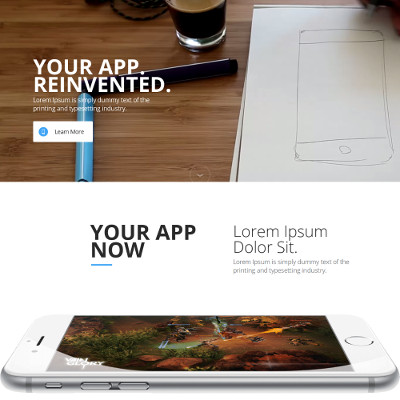 YOUR APP.
REINVENTED.
Lorem Ipsum is simply dummy text of the
printing and typesetting industry.
Learn More
YOUR APP
NOW
Lorem Ipsum
Dolor Sit.
Lorem Ipsum is simply dummy text of the
printing and typesetting industry.
GLORY